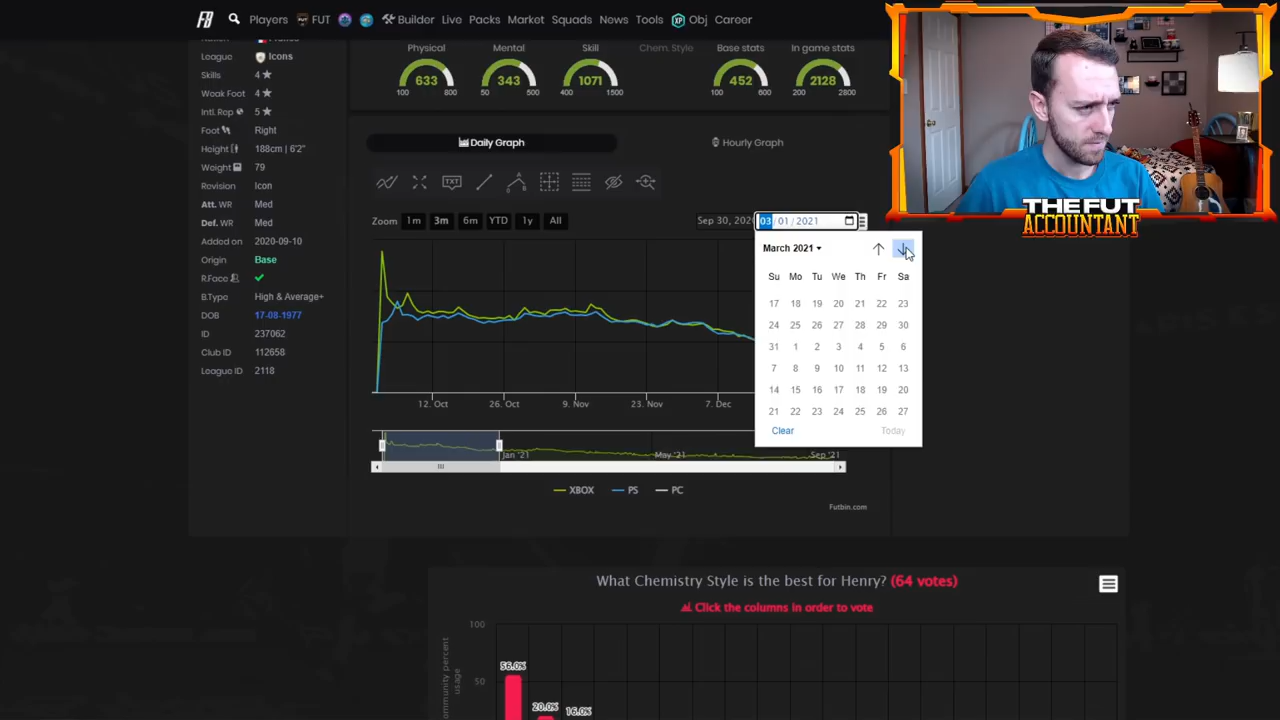 FB Players FUT Builder Live Packs Market Squads News Tools XP Obj Career
League Icons
Skills 4
Weak Foot 4
Intl. Rep 5
Foot Right
Height 188cm | 6'2"
Weight 79
Revision Icon
Att. WR Med
Def. WR Med
Added on 2020-09-10
Origin Base
R.Face
B.Type High & Average+
DOB 17-08-1977
ID 237062
Club ID 112658
League ID 2118
Physical Mental Skill Chem. Style Base stats In game stats
633 343 1071 452 2128
100 800 50 500 400 1500 100 600 200 2800
Daily Graph Hourly Graph
TXT
Zoom 1m 3m 6m YTD 1y All Sep 30, 202 03/01/2021
March 2021
Su Mo Tu We Th Fr Sa
17 18 19 20 21 22 23
24 25 26 27 28 29 30
31 1 2 3 4 5 6
7 8 9 10 11 12 13
14 15 16 17 18 19 20
21 22 23 24 25 26 27
Clear Today
12. Oct 26. Oct 9. Nov 23. Nov 7. Dec
Jan '21 May '21 Sep '21
XBOX PS PC
Futbin.com
What Chemistry Style is the best for Henry? (64 votes)
Click the columns in order to vote
100
50
ommunity percent
usage
56.0%
20.0%
16.0%
THE FUT
ACCOUNTANT